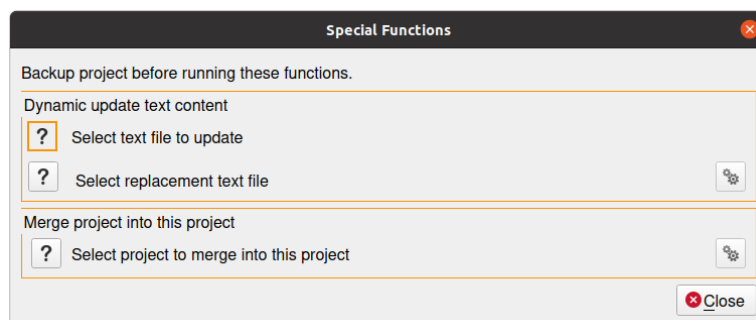 Special Functions
Backup project before running these functions.
Dynamic update text content
? Select text file to update
? Select replacement text file
Merge project into this project
? Select project to merge into this project
Close